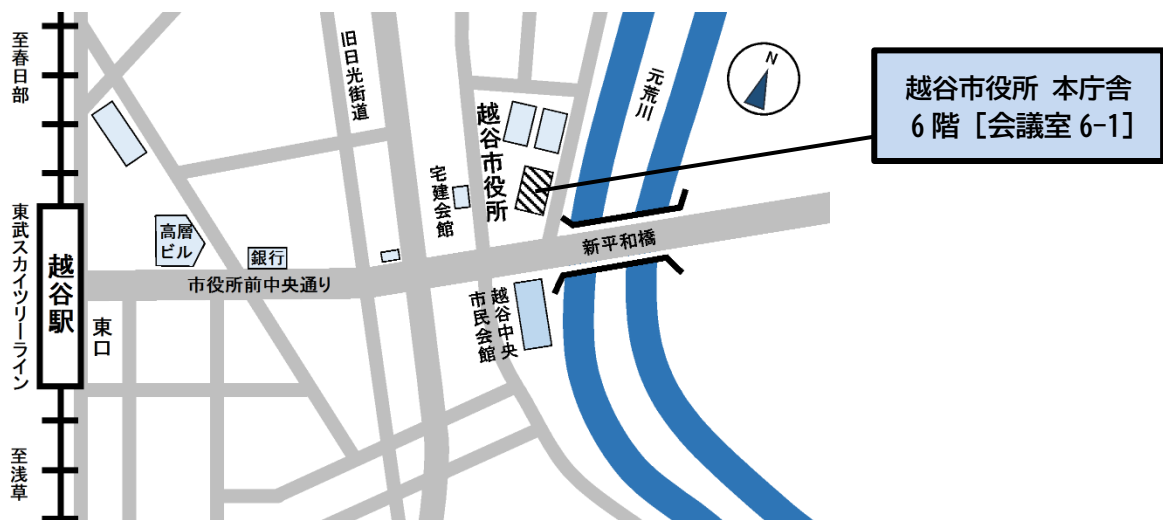 至春日部
東武スカイツリーライン
越谷駅
東口
至浅草
高層
ビル
銀行
市役所前中央通り
旧日光街道
宅建会館
越谷市役所
越谷中央
市民会館
新平和橋
元荒川
N
越谷市役所 本庁舎
6階［会議室 6-1］